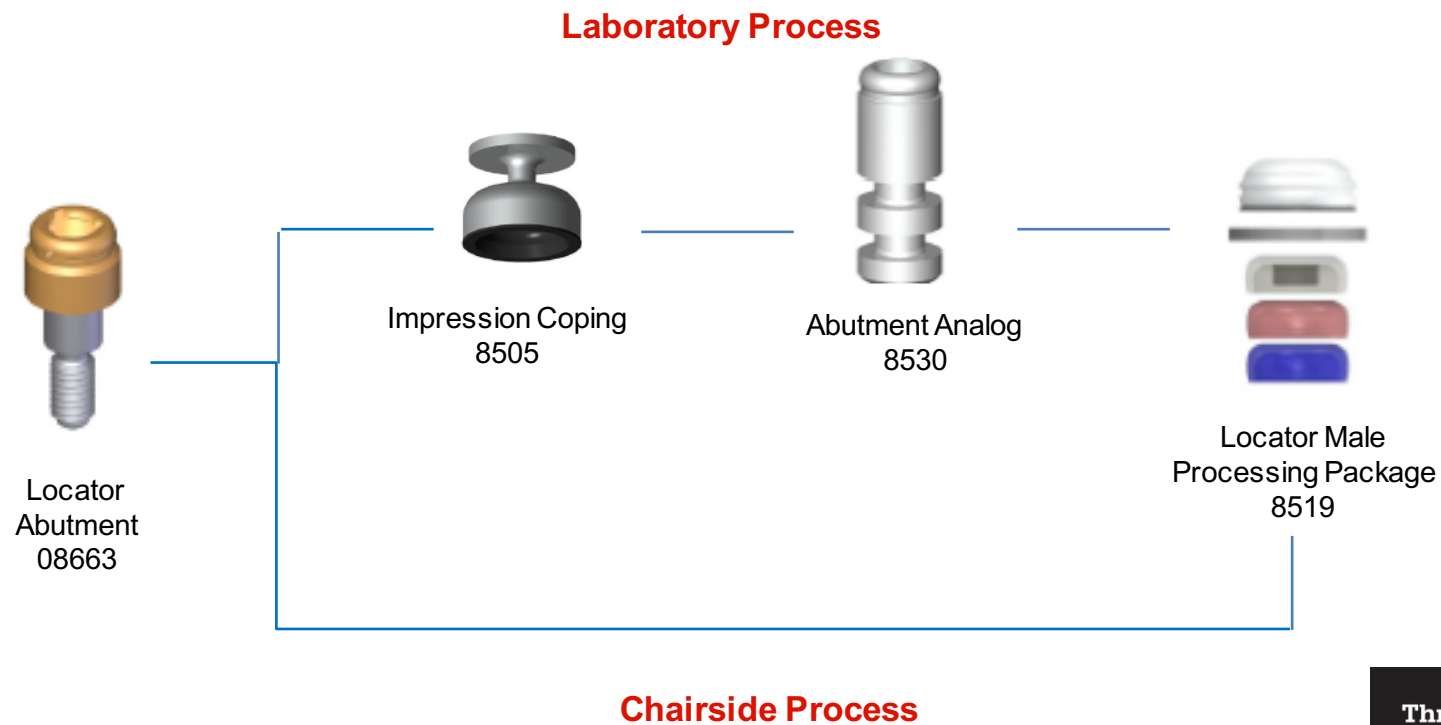 Laboratory Process
Impression Coping
8505
Abutment Analog
8530
Locator Male
Processing Package
8519
Locator
Abutment
08663
Chairside Process